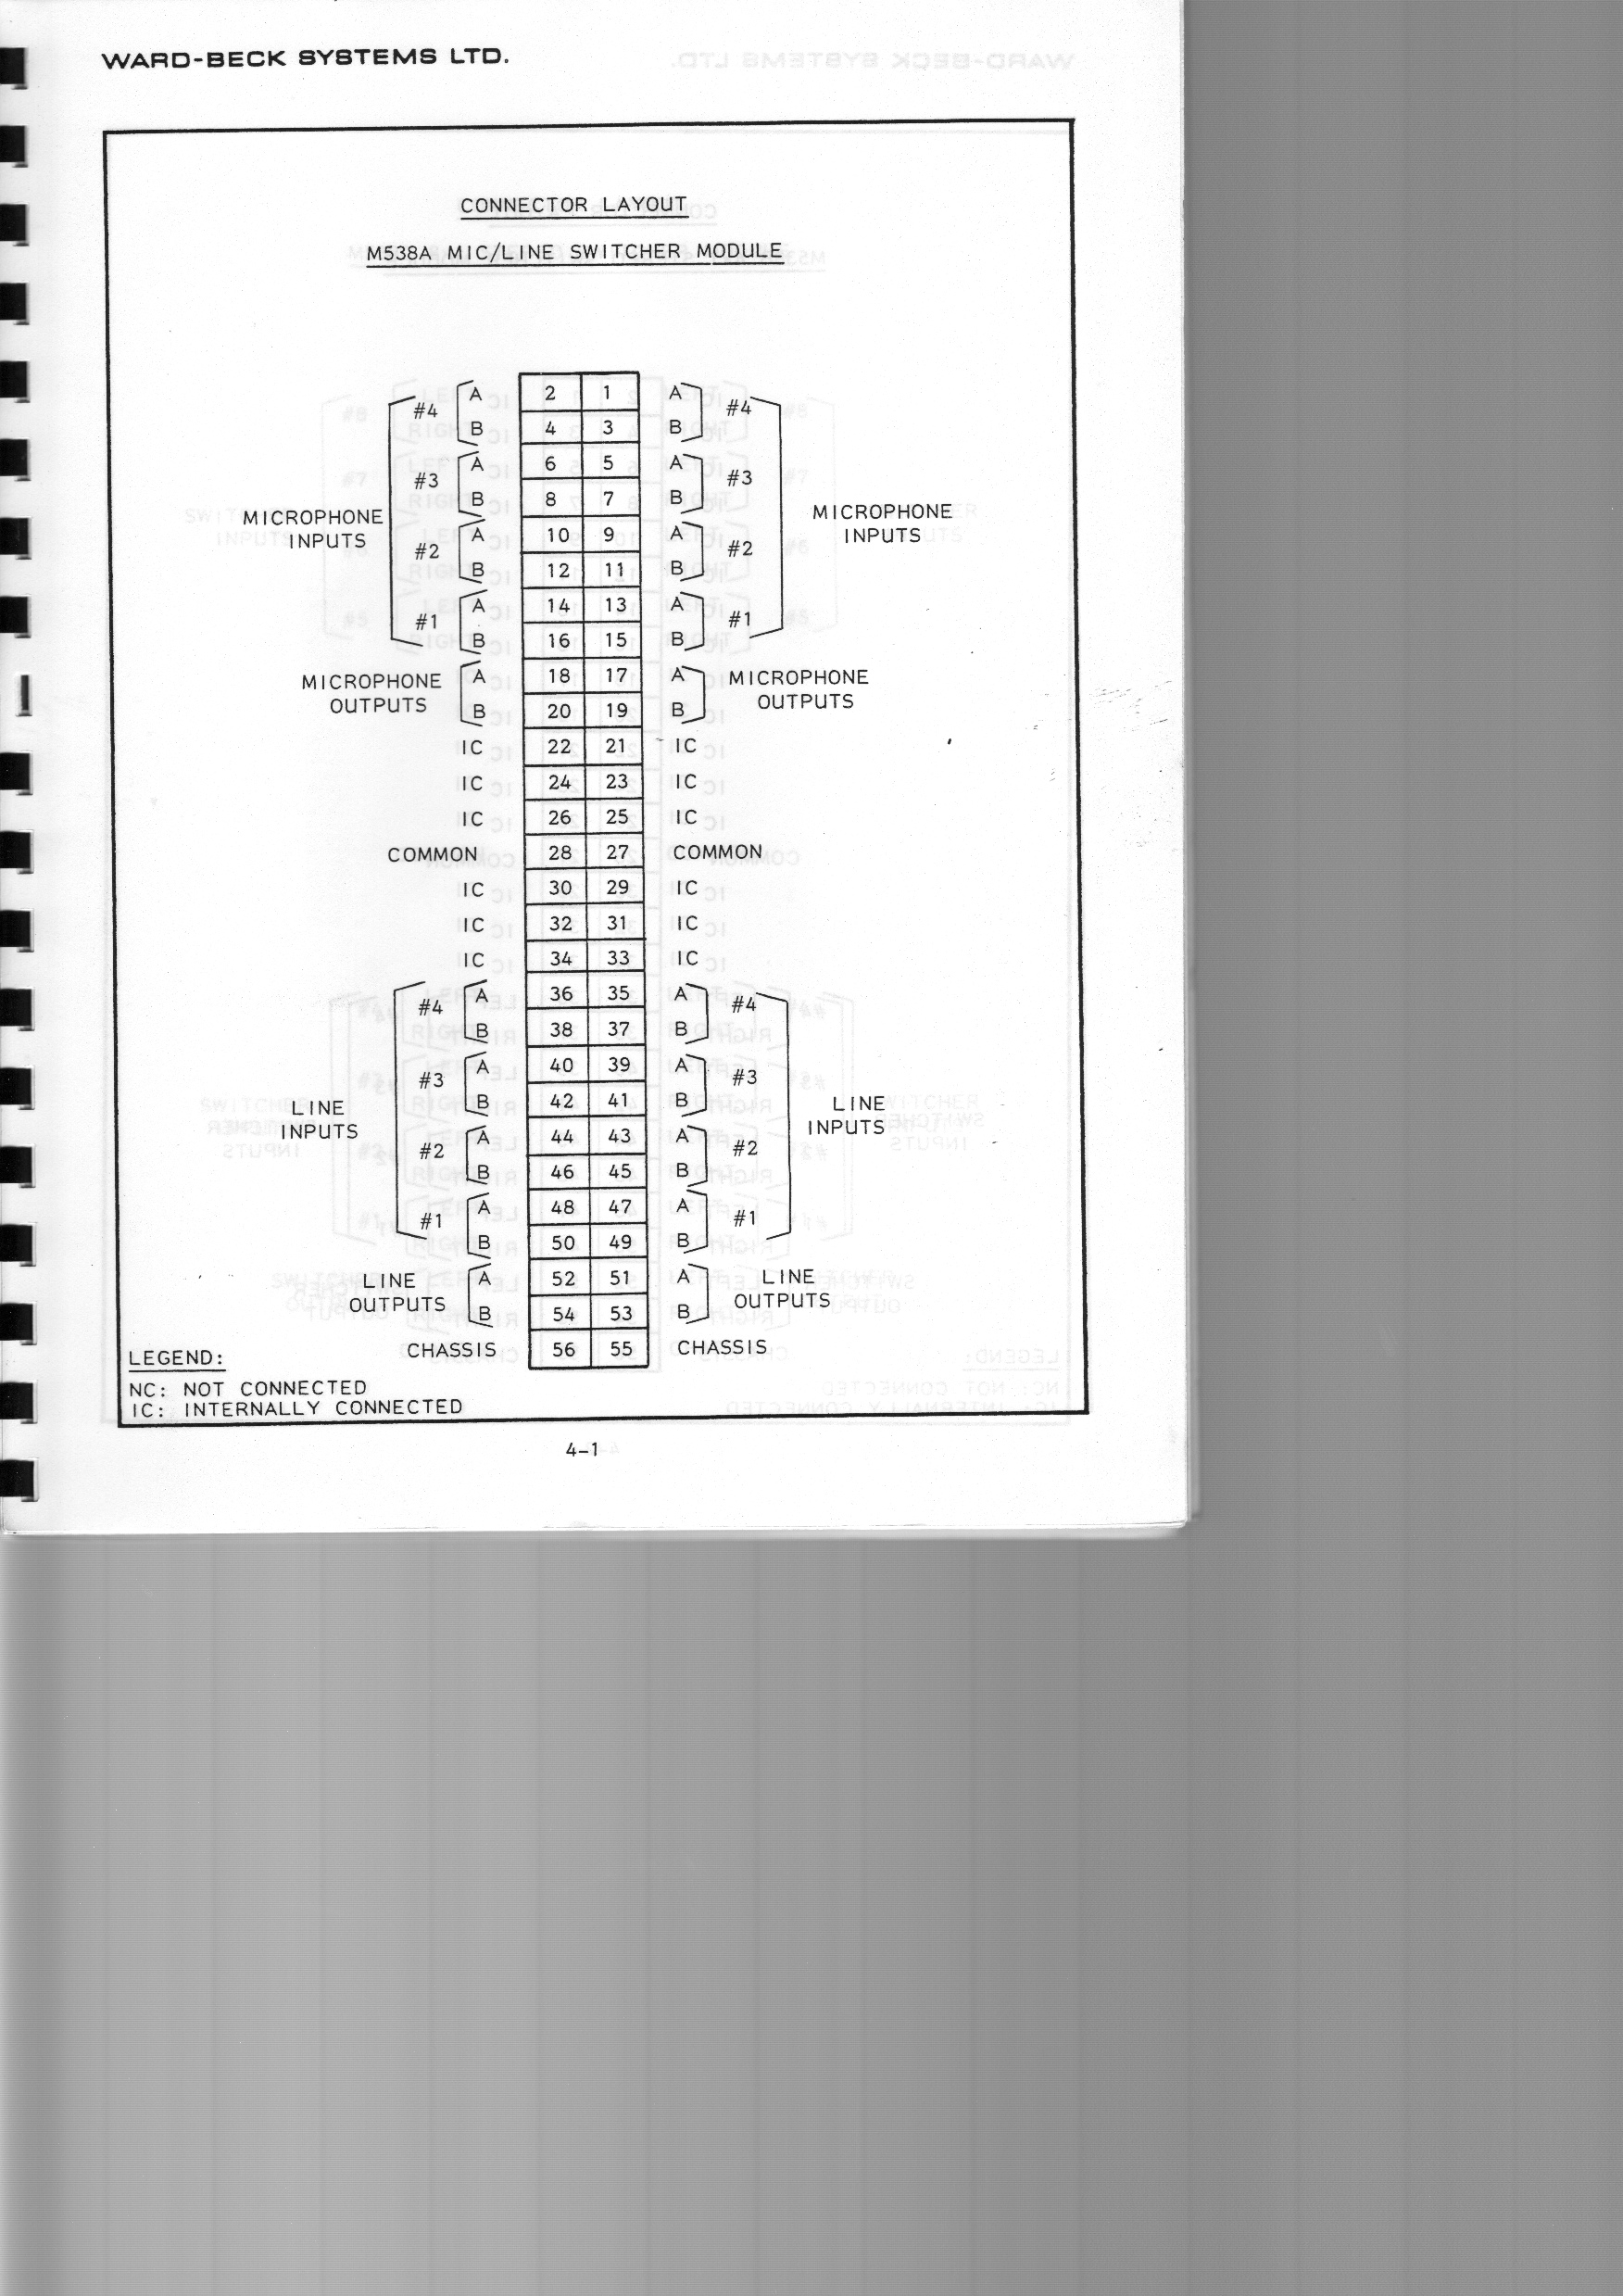 WARD-BECK SYSTEMS LTD.
CONNECTOR LAYOUT
M538A MIC/LINE SWITCHER MODULE
#4 A 2 1 A #4
B 4 3 B
#3 A 6 5 A #3
B 8 7 B
MICROPHONE INPUTS MICROPHONE INPUTS
#2 A 10 9 A #2
B 12 11 B
#1 A 14 13 A #1
B 16 15 B
MICROPHONE OUTPUTS A 18 17 A MICROPHONE OUTPUTS
B 20 19 B
IC 22 21 IC
IC 24 23 IC
IC 26 25 IC
COMMON 28 27 COMMON
IC 30 29 IC
IC 32 31 IC
IC 34 33 IC
#4 A 36 35 A #4
B 38 37 B
#3 A 40 39 A #3
B 42 41 B
LINE INPUTS LINE INPUTS
#2 A 44 43 A #2
B 46 45 B
#1 A 48 47 A #1
B 50 49 B
LINE OUTPUTS A 52 51 A LINE OUTPUTS
B 54 53 B
CHASSIS 56 55 CHASSIS
LEGEND:
NC: NOT CONNECTED
IC: INTERNALLY CONNECTED
4-1